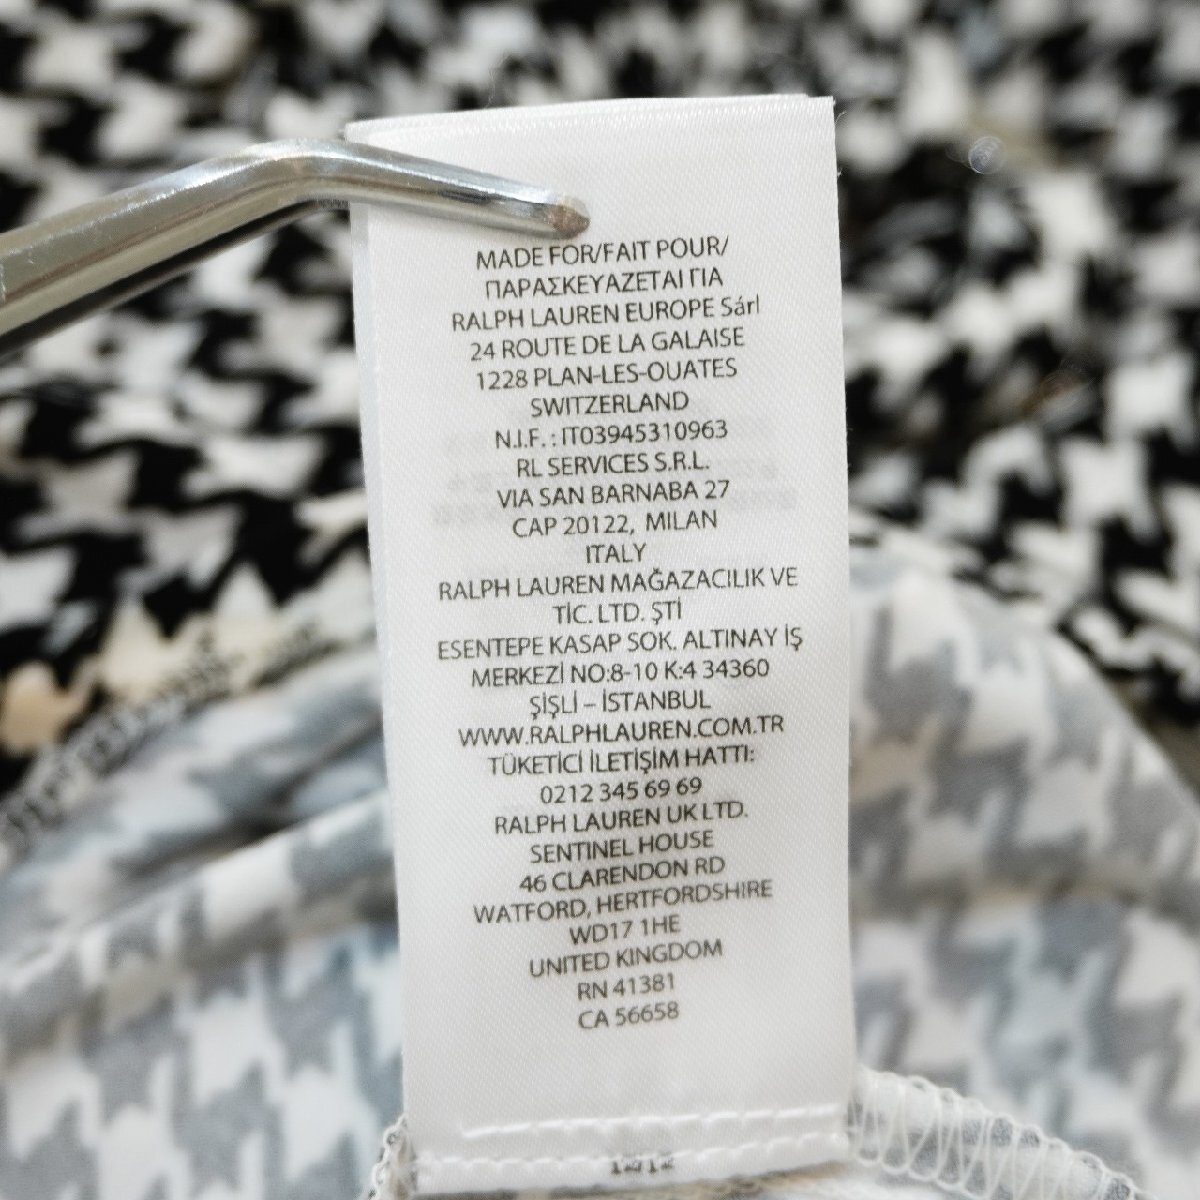 MADE FOR/FAIT POUR/
ΠΑΡΑΣΚΕΥΑΖΕΤΑΙ ΓΙΑ
RALPH LAUREN EUROPE Sárl
24 ROUTE DE LA GALAISE
1228 PLAN-LES-OUATES
SWITZERLAND
N.I.F. : IT03945310963
RL SERVICES S.R.L.
VIA SAN BARNABA 27
CAP 20122, MILAN
ITALY
RALPH LAUREN MAĞAZACILIK VE
TİC. LTD. ŞTİ
ESENTEPE KASAP SOK. ALTINAY İŞ
MERKEZİ NO:8-10 K:4 34360
ŞİŞLİ – İSTANBUL
WWW.RALPHLAUREN.COM.TR
TÜKETİCİ İLETİŞİM HATTI:
0212 345 69 69
RALPH LAUREN UK LTD.
SENTINEL HOUSE
46 CLARENDON RD
WATFORD, HERTFORDSHIRE
WD17 1HE
UNITED KINGDOM
RN 41381
CA 56658